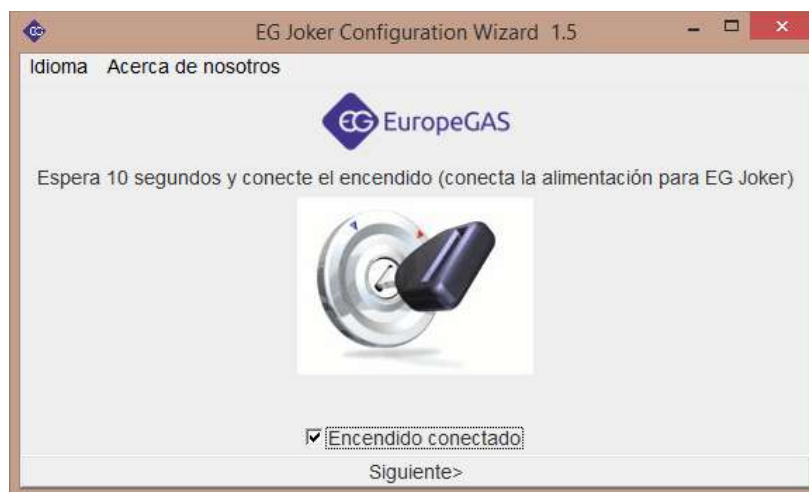 EG Joker Configuration Wizard 1.5
Idioma Acerca de nosotros
EG EuropeGAS
Espera 10 segundos y conecte el encendido (conecta la alimentación para EG Joker)
Encendido conectado
Siguiente>